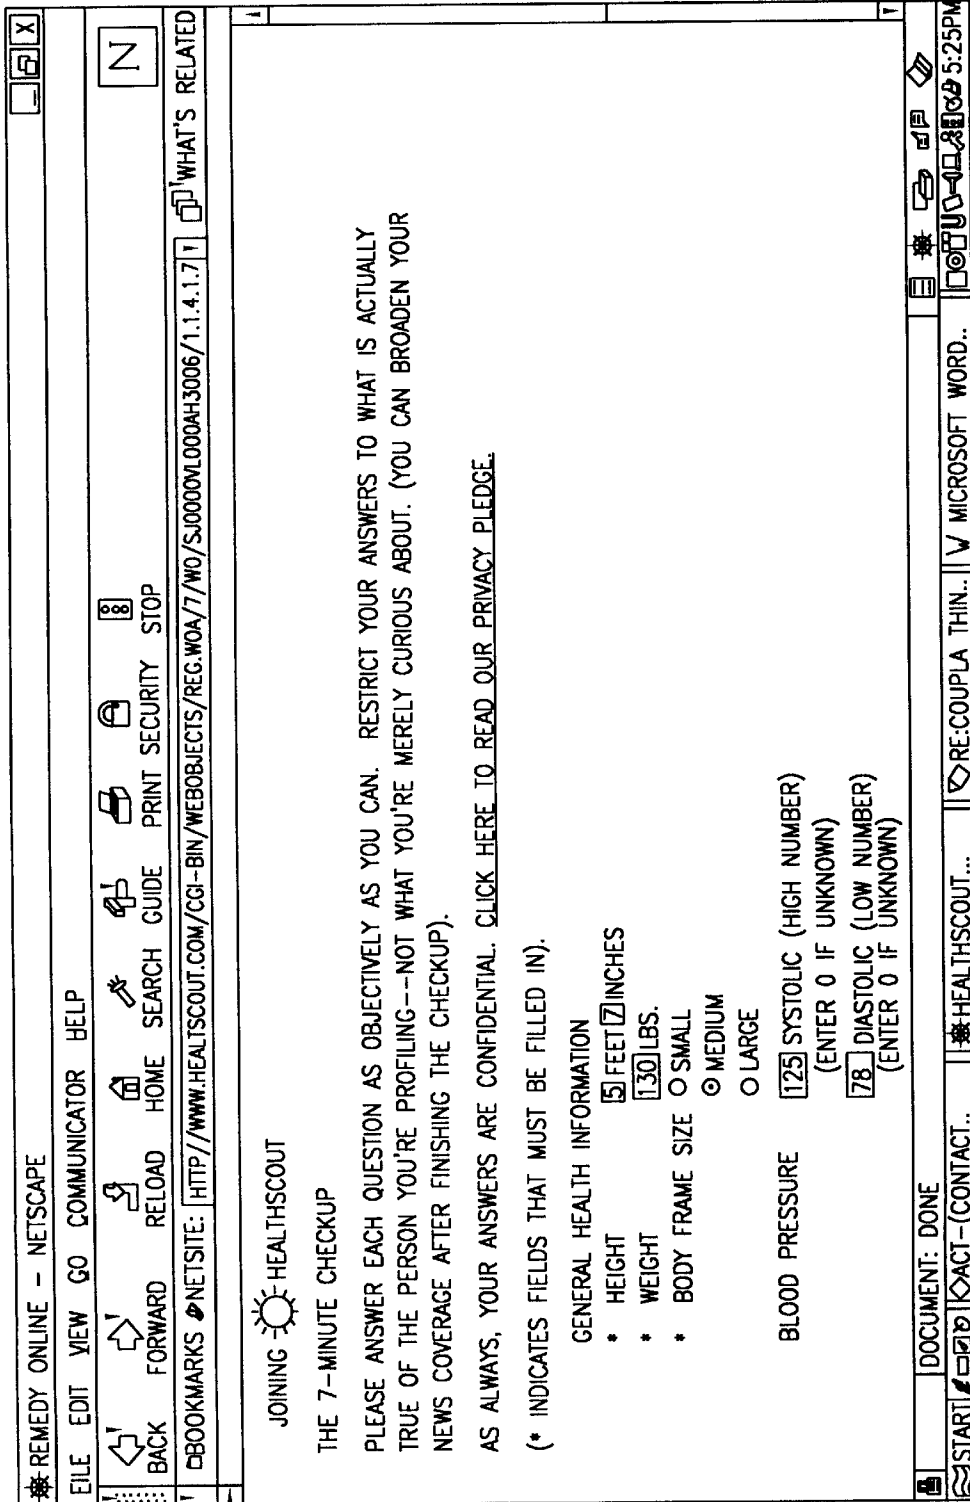 REMEDY ONLINE - NETSCAPE
FILE EDIT VIEW GO COMMUNICATOR HELP
N
BACK FORWARD RELOAD HOME SEARCH GUIDE PRINT SECURITY STOP
BOOKMARKS NETSITE: HTTP//WWW.HEALTSCOUT.COM/CGI-BIN/WEBOBJECTS/REG.WOA/7/WO/SJ0000VL000AH3006/1.1.4.1.7 WHAT'S RELATED
JOINING HEALTHSCOUT
THE 7-MINUTE CHECKUP
PLEASE ANSWER EACH QUESTION AS OBJECTIVELY AS YOU CAN. RESTRICT YOUR ANSWERS TO WHAT IS ACTUALLY
TRUE OF THE PERSON YOU'RE PROFILING--NOT WHAT YOU'RE MERELY CURIOUS ABOUT. (YOU CAN BROADEN YOUR
NEWS COVERAGE AFTER FINISHING THE CHECKUP).
AS ALWAYS, YOUR ANSWERS ARE CONFIDENTIAL. CLICK HERE TO READ OUR PRIVACY PLEDGE.
(* INDICATES FIELDS THAT MUST BE FILLED IN).
GENERAL HEALTH INFORMATION
* HEIGHT 5 FEET 7 INCHES
* WEIGHT 130 LBS.
* BODY FRAME SIZE SMALL
MEDIUM
LARGE
BLOOD PRESSURE 125 SYSTOLIC (HIGH NUMBER)
(ENTER 0 IF UNKNOWN)
78 DIASTOLIC (LOW NUMBER)
(ENTER 0 IF UNKNOWN)
DOCUMENT: DONE
START ACT-(CONTACT.. HEALTHSCOUT... RE:COUPLA THIN.. W MICROSOFT WORD.. 5:25PM